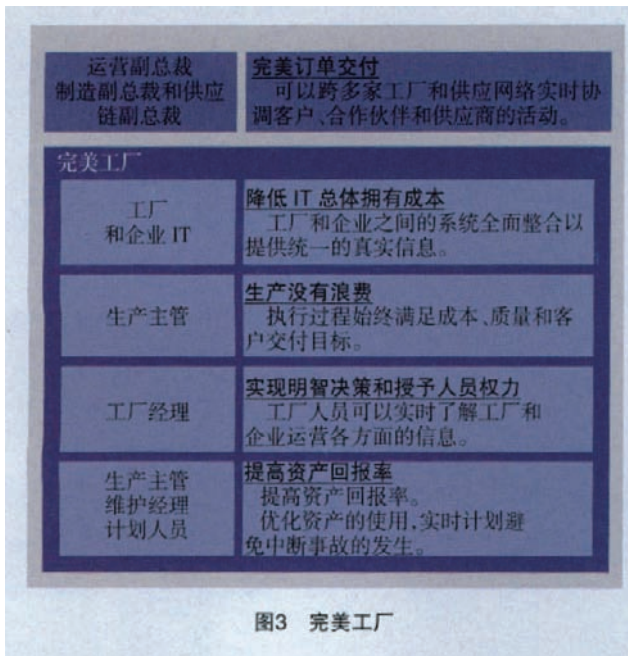 运营副总裁
制造副总裁和供应
链副总裁
完美订单交付
可以跨多家工厂和供应网络实时协
调客户、合作伙伴和供应商的活动。
完美工厂
工厂
和企业 IT
降低 IT 总体拥有成本
工厂和企业之间的系统全面整合以
提供统一的真实信息。
生产主管
生产没有浪费
执行过程始终满足成本、质量和客
户交付目标。
工厂经理
实现明智决策和授予人员权力
工厂人员可以实时了解工厂和
企业运营各方面的信息。
生产主管
维护经理
计划人员
提高资产回报率
提高资产回报率。
优化资产的使用,实时计划避
免中断事故的发生。
图3 完美工厂